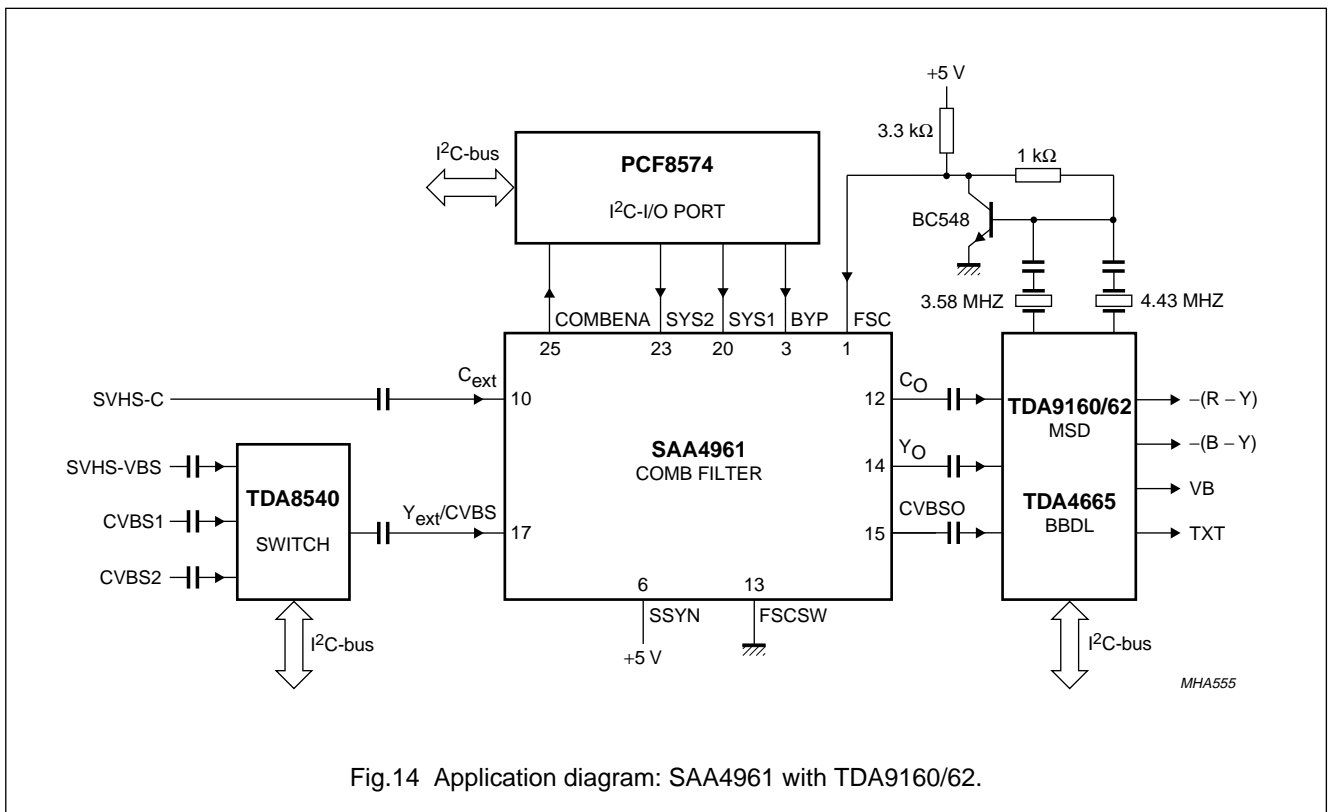 +5 V
3.3 kΩ
1 kΩ
I²C-bus
PCF8574
I²C-I/O PORT
BC548
3.58 MHZ
4.43 MHZ
COMBENA
SYS2
SYS1
BYP
FSC
25
23
20
3
1
SVHS-C
Cext
10
12
CO
TDA9160/62
MSD
−(R − Y)
SAA4961
COMB FILTER
−(B − Y)
SVHS-VBS
14
YO
TDA8540
SWITCH
VB
CVBS1
Yext/CVBS
17
CVBSO
15
TDA4665
BBDL
TXT
CVBS2
6
13
SSYN
FSCSW
I²C-bus
+5 V
I²C-bus
MHA555
Fig.14 Application diagram: SAA4961 with TDA9160/62.